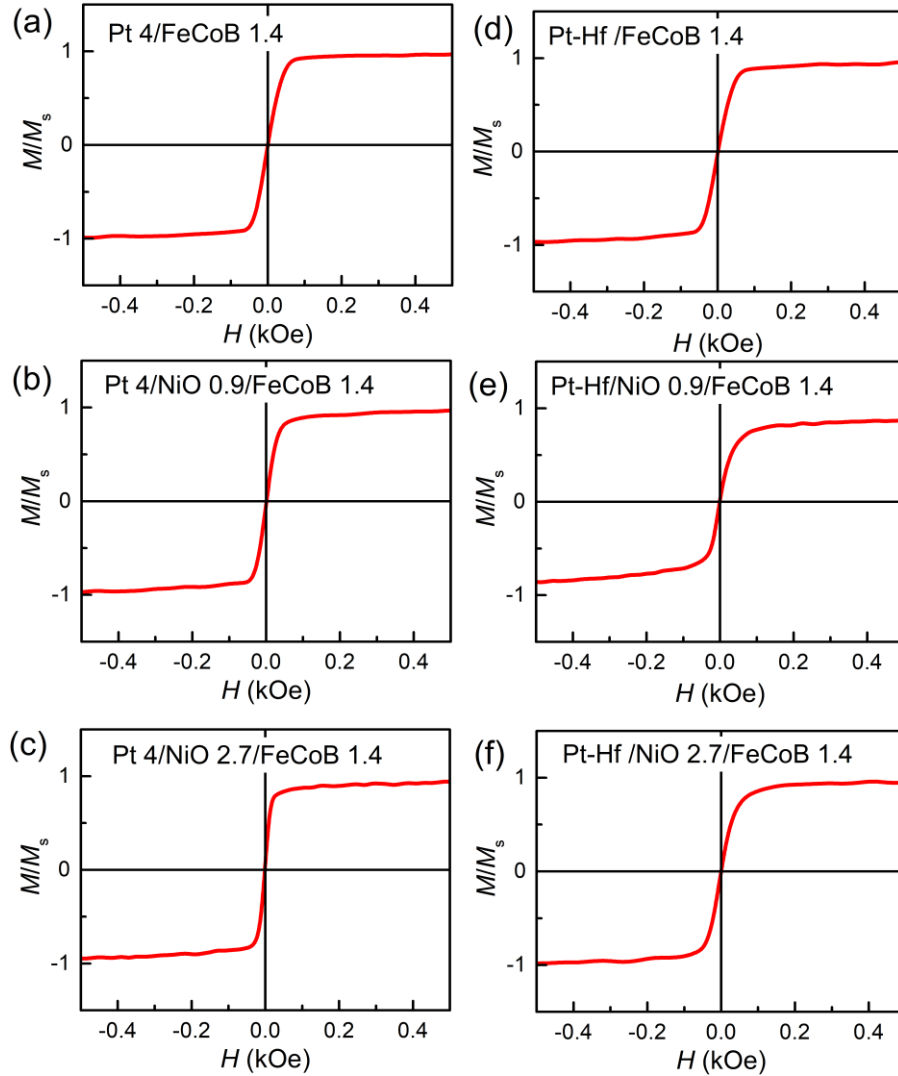 (a)
Pt 4/FeCoB 1.4
M/Ms
1
0
-1
-0.4 -0.2 0.0 0.2 0.4
H (kOe)
(d)
Pt-Hf /FeCoB 1.4
M/Ms
1
0
-1
-0.4 -0.2 0.0 0.2 0.4
H (kOe)
(b)
Pt 4/NiO 0.9/FeCoB 1.4
M/Ms
1
0
-1
-0.4 -0.2 0.0 0.2 0.4
H (kOe)
(e)
Pt-Hf/NiO 0.9/FeCoB 1.4
M/Ms
1
0
-1
-0.4 -0.2 0.0 0.2 0.4
H (kOe)
(c)
Pt 4/NiO 2.7/FeCoB 1.4
M/Ms
1
0
-1
-0.4 -0.2 0.0 0.2 0.4
H (kOe)
(f)
Pt-Hf /NiO 2.7/FeCoB 1.4
M/Ms
1
0
-1
-0.4 -0.2 0.0 0.2 0.4
H (kOe)